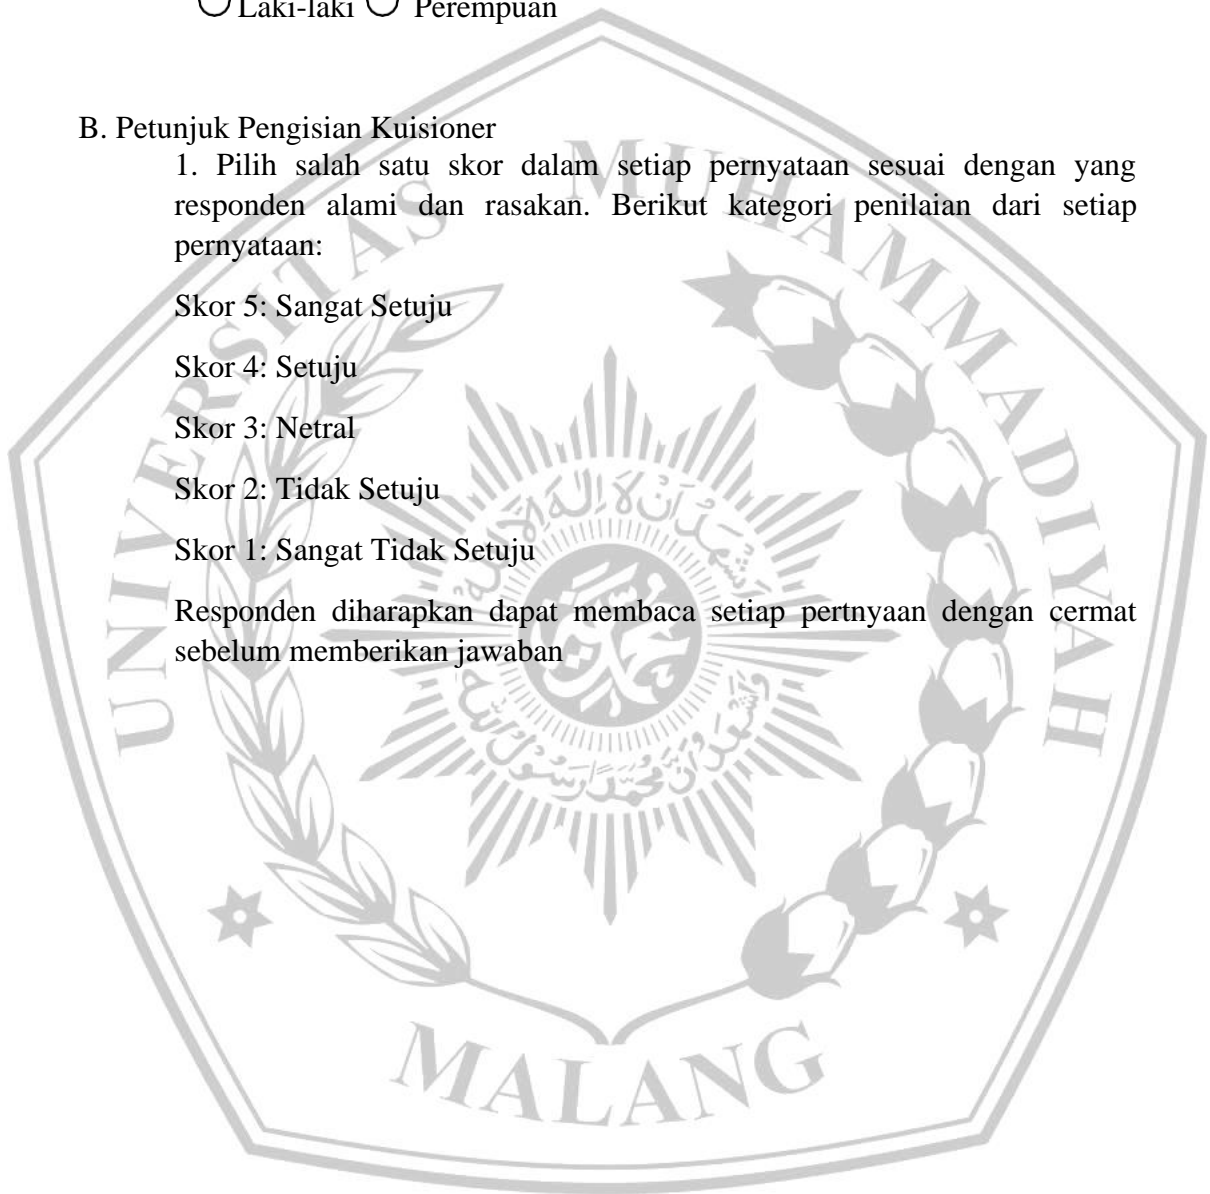 Laki-laki Perempuan
B. Petunjuk Pengisian Kuisioner
1. Pilih salah satu skor dalam setiap pernyataan sesuai dengan yang
responden alami dan rasakan. Berikut kategori penilaian dari setiap
pernyataan:
Skor 5: Sangat Setuju
Skor 4: Setuju
Skor 3: Netral
Skor 2: Tidak Setuju
Skor 1: Sangat Tidak Setuju
Responden diharapkan dapat membaca setiap pertnyaan dengan cermat
sebelum memberikan jawaban
UNIVERSITAS MUHAMMADIYAH
MALANG